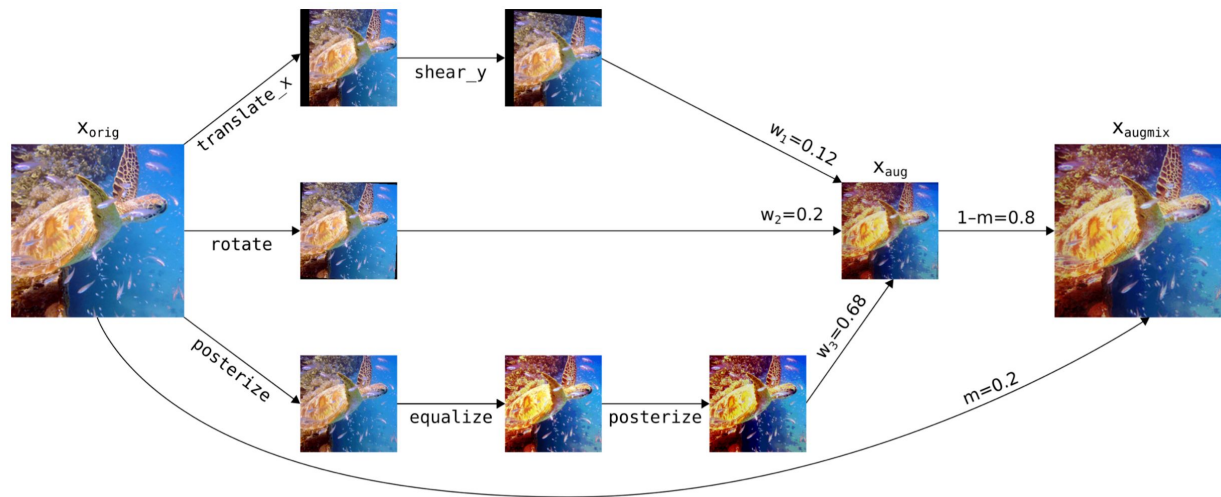 translate_x
shear_y
x_orig
w_1=0.12
x_aug
x_augmix
rotate
w_2=0.2
1–m=0.8
posterize
equalize
posterize
w_3=0.68
m=0.2